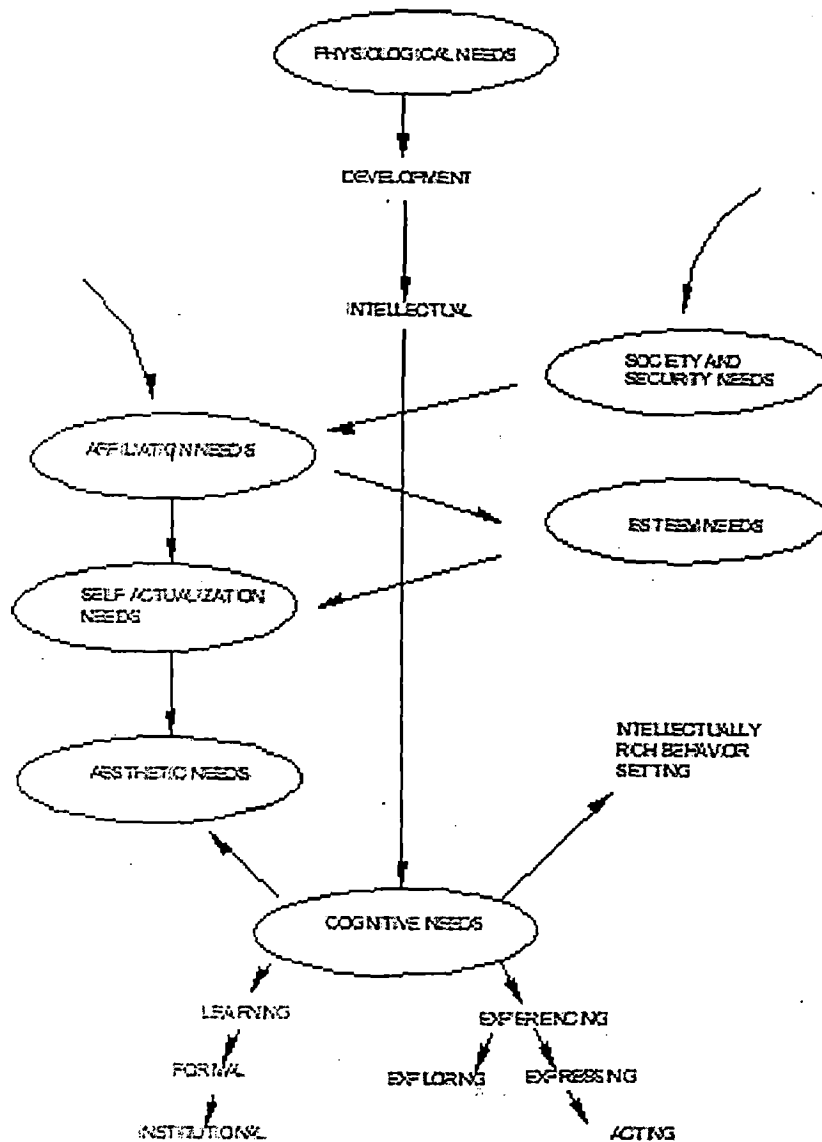 PHYSIOLOGICAL NEEDS
DEVELOPMENT
INTELLECTUAL
SOCIETY AND
SECURITY NEEDS
AFFILIATION NEEDS
ESTEEM NEEDS
SELF ACTUALIZATION
NEEDS
INTELLECTUALLY
RICH BEHAVIOR
SETTING
AESTHETIC NEEDS
COGNITIVE NEEDS
LEARNING
EXPERIENCING
FORMAL
EXPLORING
EXPRESSING
INSTITUTIONAL
ACTING